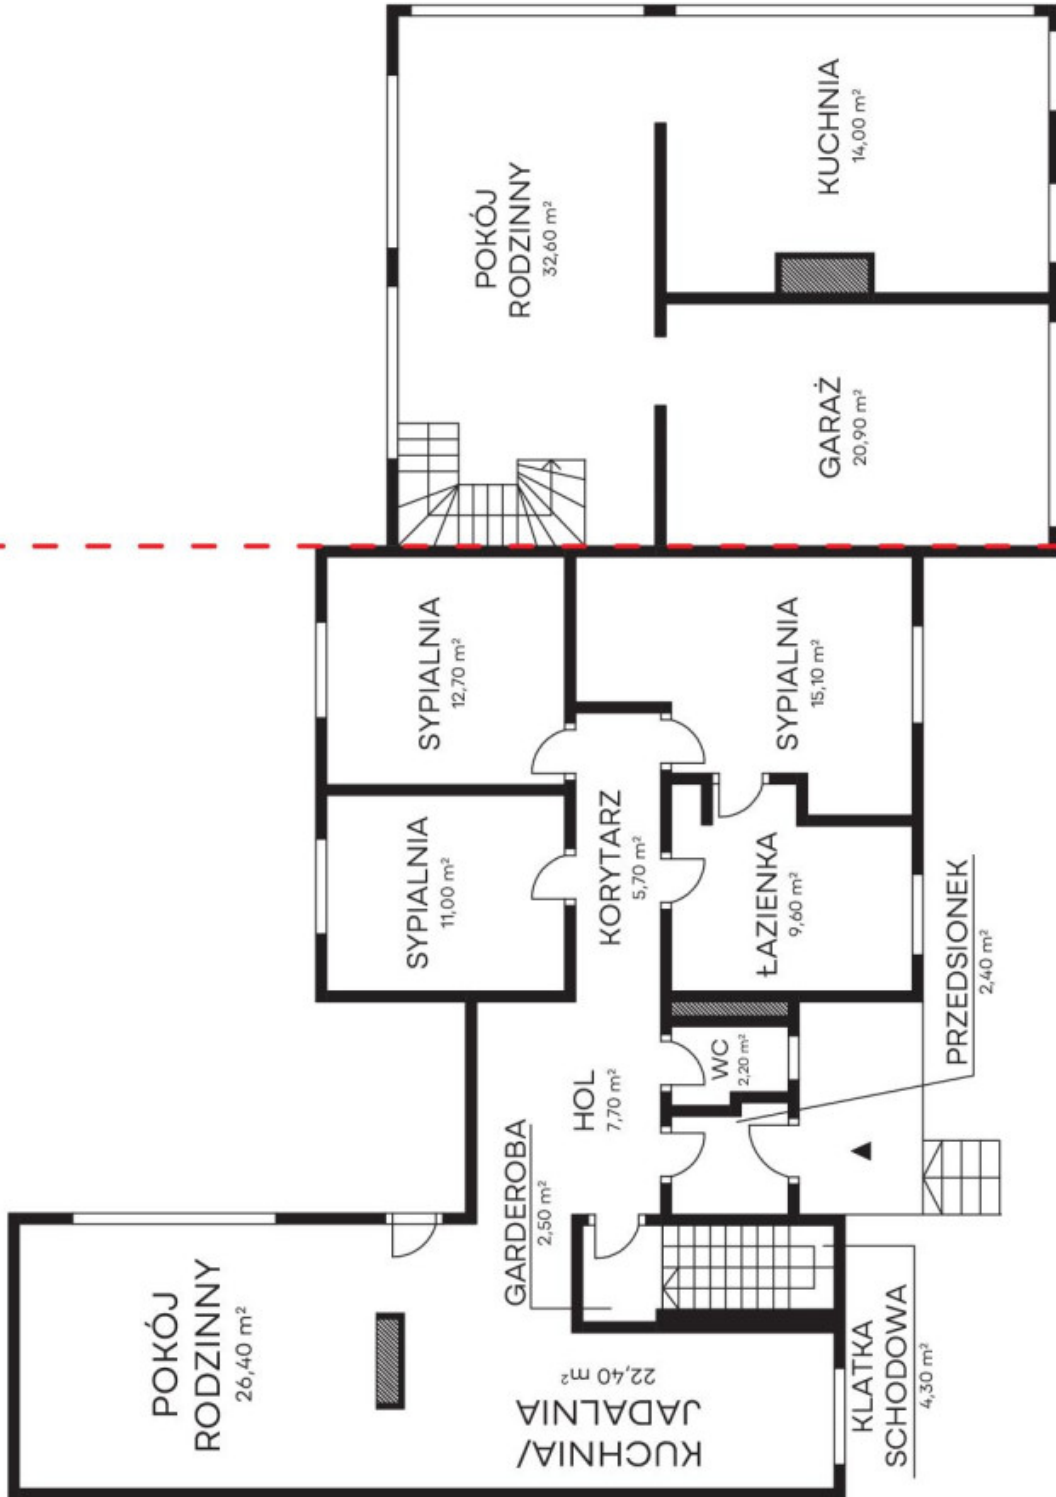 POKÓJ
RODZINNY
32,60 m²
KUCHNIA
14,00 m²
GARAŻ
20,90 m²
SYPIALNIA
12,70 m²
SYPIALNIA
15,10 m²
SYPIALNIA
11,00 m²
KORYTARZ
5,70 m²
ŁAZIENKA
9,60 m²
PRZEDSIONEK
2,40 m²
WC
2,20 m²
HOL
7,70 m²
GARDEROBA
2,50 m²
POKÓJ
RODZINNY
26,40 m²
KUCHNIA/
JADALNIA
22,40 m²
KLATKA
SCHODOWA
4,30 m²